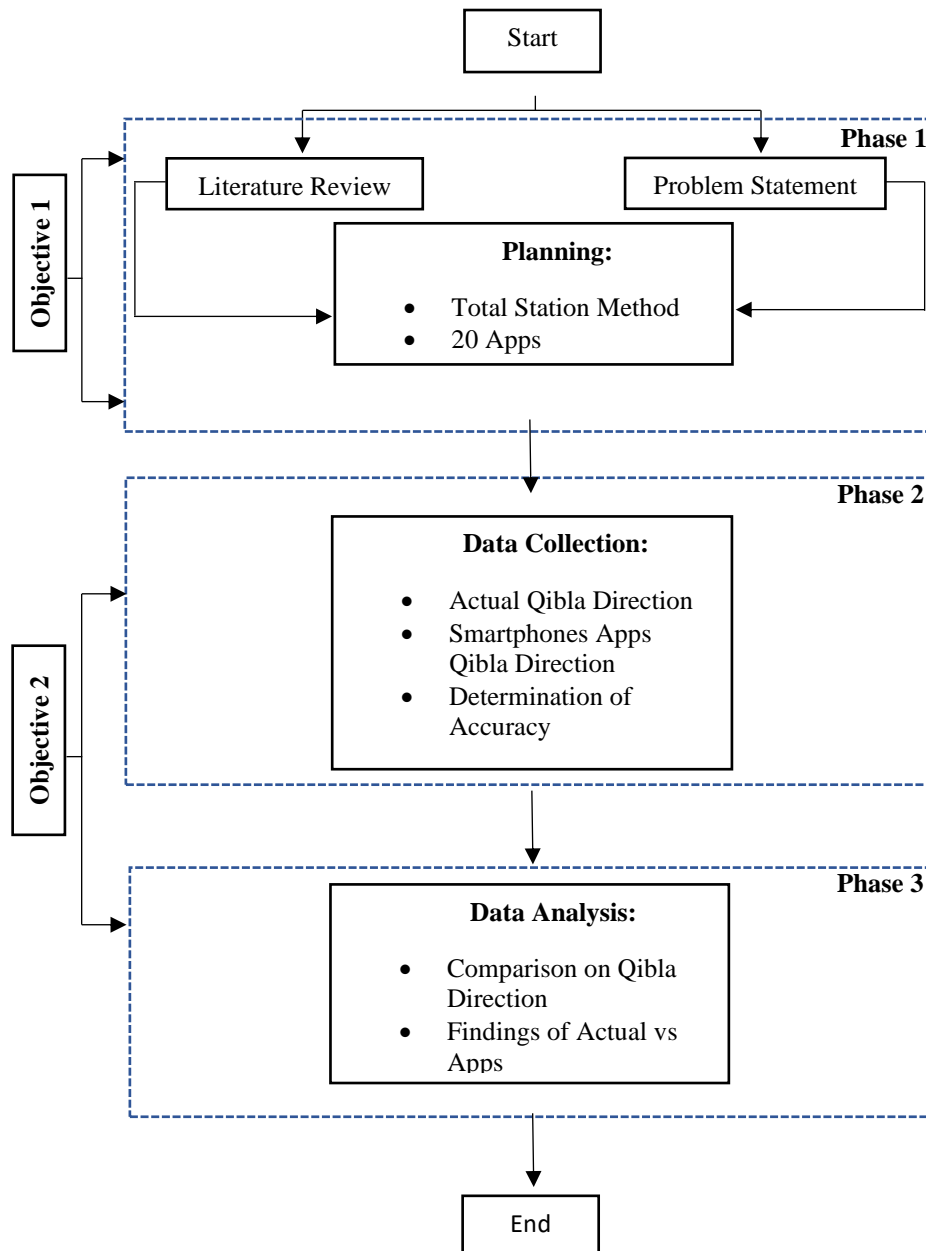 Start
Phase 1
Literature Review
Problem Statement
Objective 1
Planning:
• Total Station Method
• 20 Apps
Phase 2
Data Collection:
• Actual Qibla Direction
• Smartphones Apps
Qibla Direction
• Determination of
Accuracy
Objective 2
Phase 3
Data Analysis:
• Comparison on Qibla
Direction
• Findings of Actual vs
Apps
End